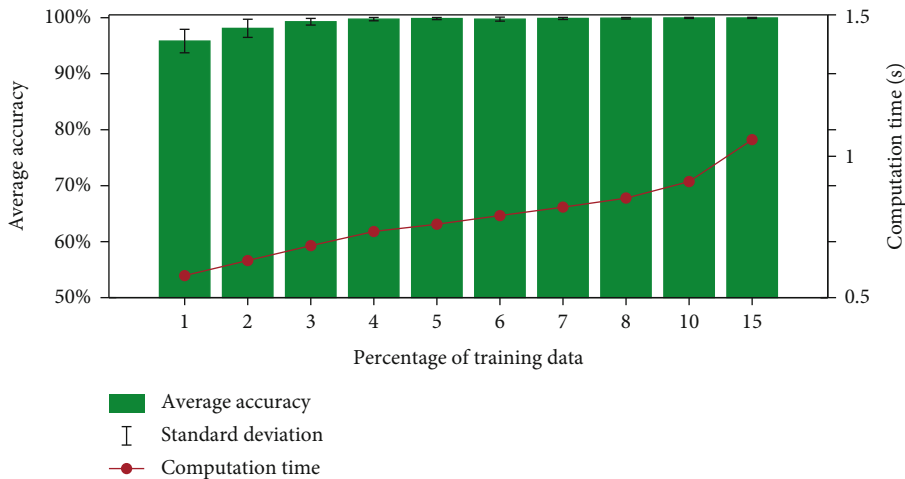 100%
90%
80%
70%
60%
50%
Average accuracy
1.5
1
0.5
Computation time (s)
1 2 3 4 5 6 7 8 10 15
Percentage of training data
Average accuracy
Standard deviation
Computation time